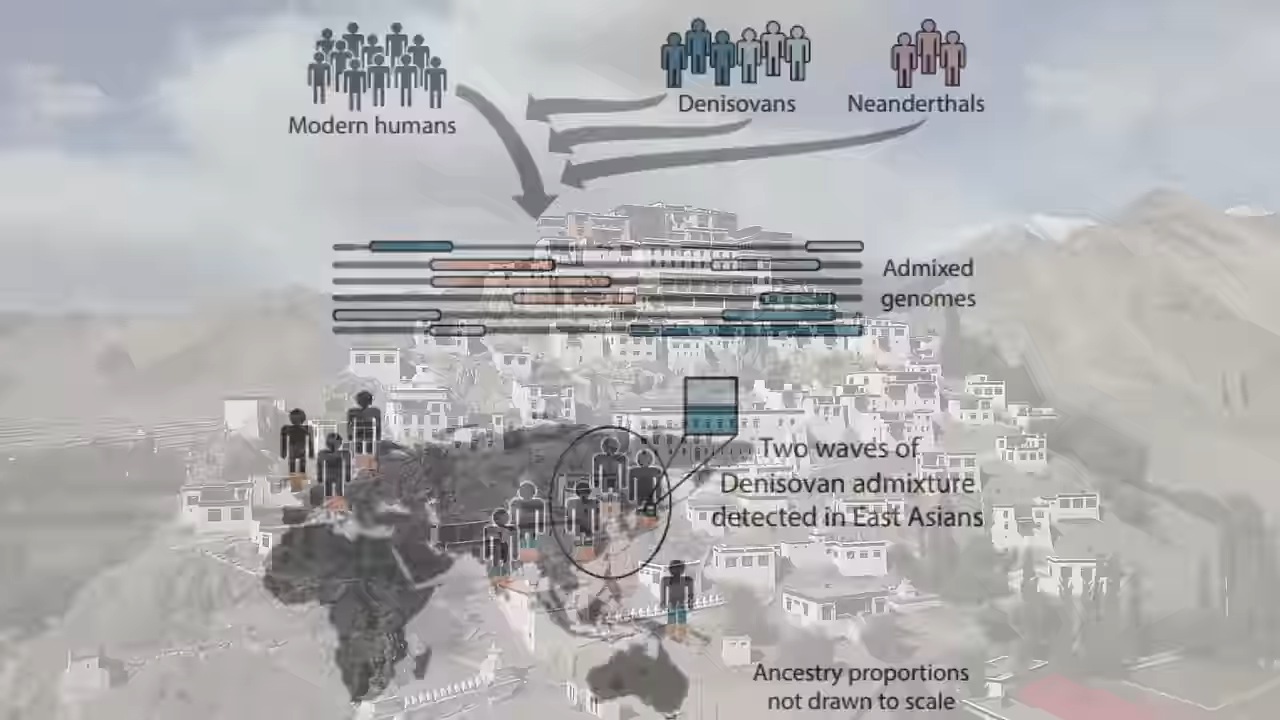 Modern humans
Denisovans
Neanderthals
Admixed
genomes
Two waves of
Denisovan admixture
detected in East Asians
Ancestry proportions
not drawn to scale